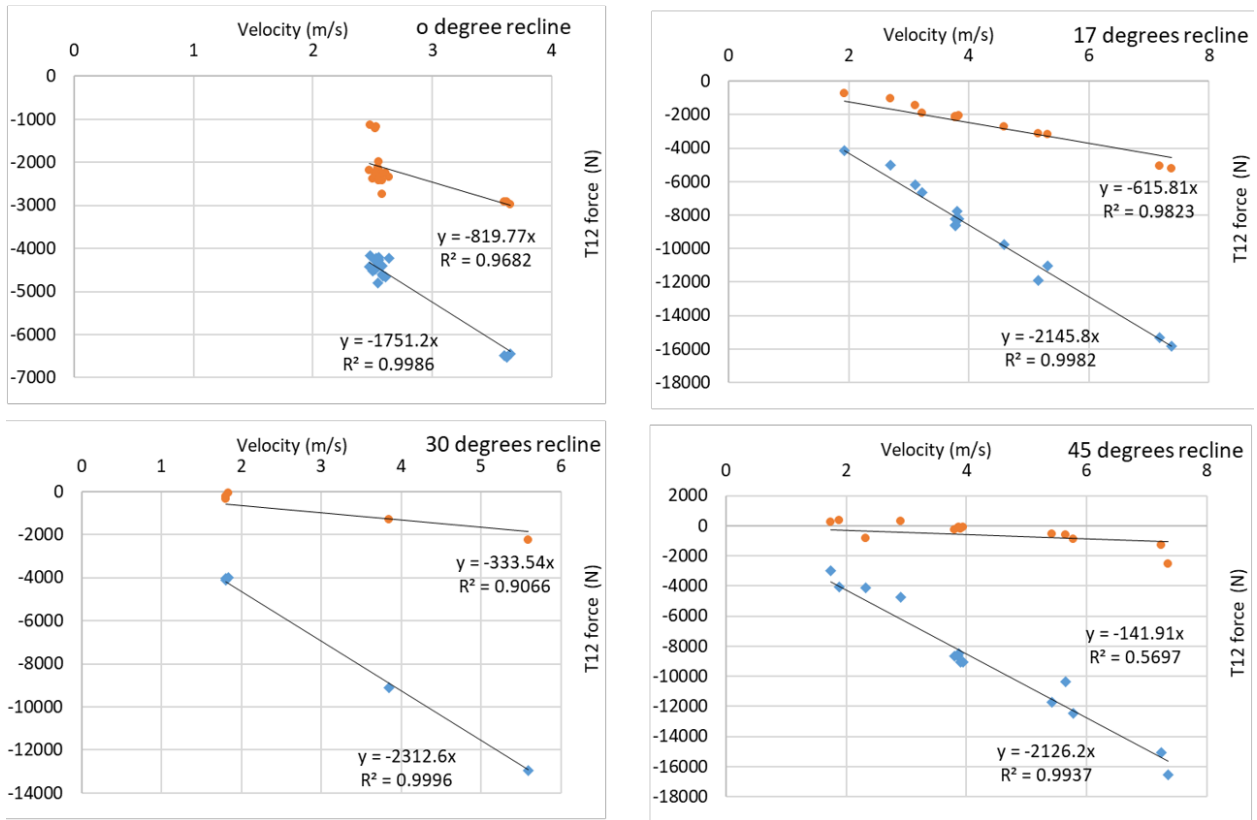 Velocity (m/s)
o degree recline
0 1 2 3 4
0
-1000
-2000
-3000
-4000
-5000
-6000
-7000
y = -819.77x
R² = 0.9682
y = -1751.2x
R² = 0.9986
T12 force (N)
Velocity (m/s)
17 degrees recline
0 2 4 6 8
0
-2000
-4000
-6000
-8000
-10000
-12000
-14000
-16000
-18000
y = -615.81x
R² = 0.9823
y = -2145.8x
R² = 0.9982
T12 force (N)
Velocity (m/s)
30 degrees recline
0 1 2 3 4 5 6
0
-2000
-4000
-6000
-8000
-10000
-12000
-14000
y = -333.54x
R² = 0.9066
y = -2312.6x
R² = 0.9996
T12 force (N)
Velocity (m/s)
45 degrees recline
0 2 4 6 8
2000
0
-2000
-4000
-6000
-8000
-10000
-12000
-14000
-16000
-18000
y = -141.91x
R² = 0.5697
y = -2126.2x
R² = 0.9937
T12 force (N)